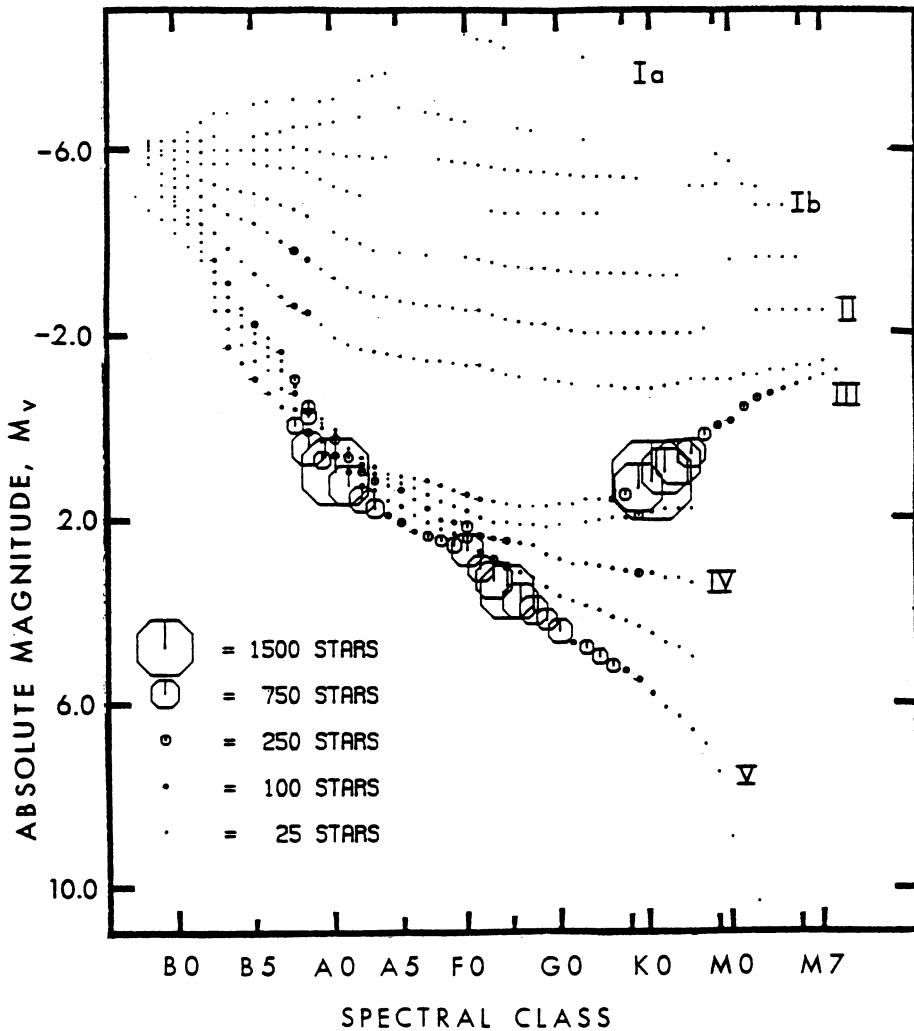 Ia
-6.0
Ib
II
-2.0
III
ABSOLUTE MAGNITUDE, Mv
2.0
IV
= 1500 STARS
= 750 STARS
6.0
= 250 STARS
V
= 100 STARS
= 25 STARS
10.0
B0 B5 A0 A5 F0 G0 K0 M0 M7
SPECTRAL CLASS